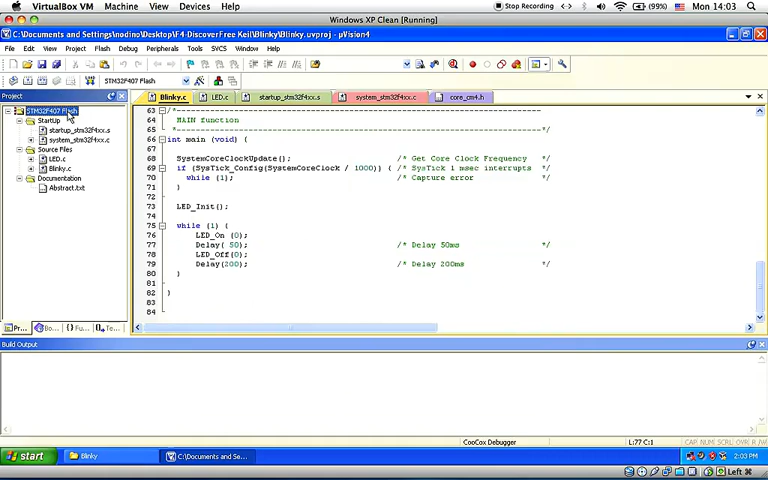 VirtualBox VM Machine View Devices Help
Stop Recording (99%) Mon 14:03
Windows XP Clean [Running]
C:\Documents and Settings\nodino\Desktop\F4-DiscoverFree Keil\Blinky\Blinky.uvproj - µVision4
File Edit View Project Flash Debug Peripherals Tools SVCS Window Help
STM32F407 Flash
Project
Blinky.c LED.c startup_stm32f4xx.s system_stm32f4xx.c core_cm4.h
STM32F407 Flash
StartUp
startup_stm32f4xx.s
system_stm32f4xx.c
Source Files
LED.c
Blinky.c
Documentation
Abstract.txt
63 /*----------------------------------------------------------------------------
64 MAIN function
65 *----------------------------------------------------------------------------*/
66 int main (void) {
67
68 SystemCoreClockUpdate(); /* Get Core Clock Frequency */
69 if (SysTick_Config(SystemCoreClock / 1000)) { /* SysTick 1 msec interrupts */
70 while (1); /* Capture error */
71 }
72
73 LED_Init();
74
75 while (1) {
76 LED_On (0);
77 Delay( 50); /* Delay 50ms */
78 LED_Off(0);
79 Delay(200); /* Delay 200ms */
80 }
81
82 }
83
84
Pr... Bo... {} Fu... Te...
Build Output
CooCox Debugger L:77 C:1 CAP NUM SCRL OVR R/W
start Blinky C:\Documents and Se... 2:03 PM
Left ⌘